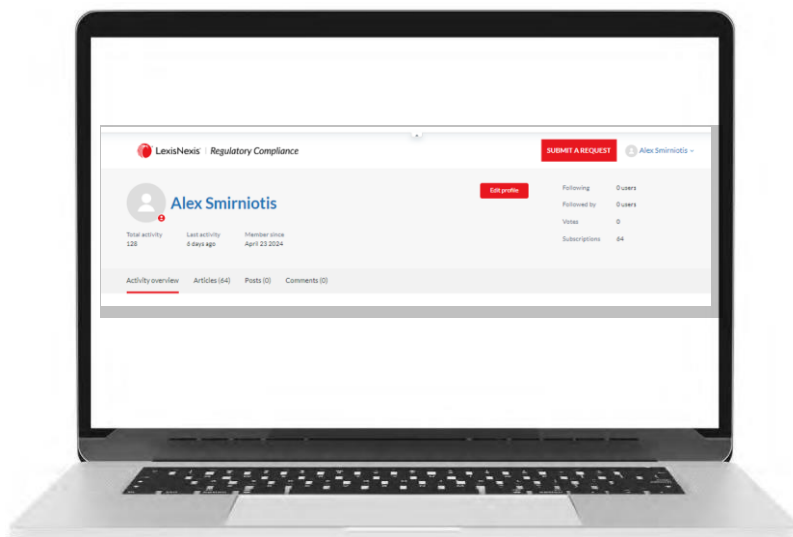 LexisNexis | Regulatory Compliance
SUBMIT A REQUEST
Alex Smirniotis
Alex Smirniotis
Edit profile
Following 0 users
Followed by 0 users
Votes 0
Subscriptions 64
Total activity Last activity Member since
128 6 days ago April 23 2024
Activity overview Articles (64) Posts (0) Comments (0)